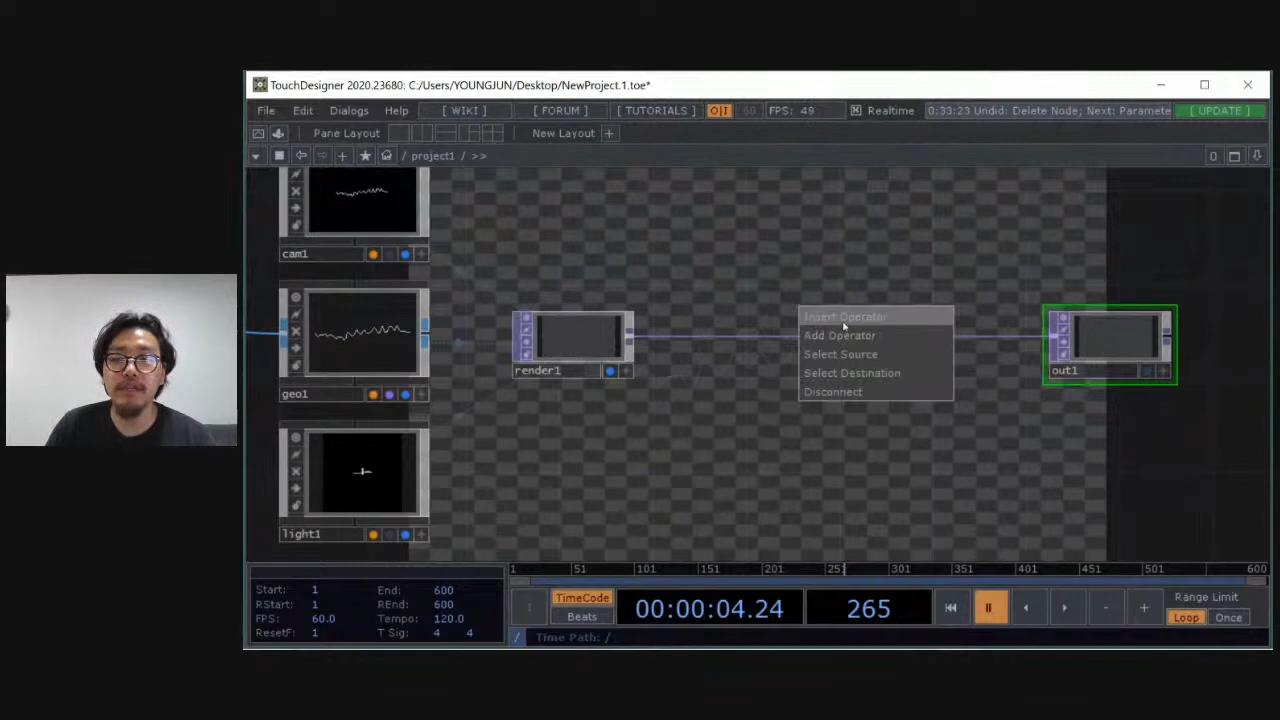 TouchDesigner 2020.23680: C:/Users/YOUNGJUN/Desktop/NewProject.1.toe*
File Edit Dialogs Help [ WIKI ] [ FORUM ] [ TUTORIALS ] O|I 60 FPS: 49 Realtime 0:33:23 Undid: Delete Node; Next: Paramete [ UPDATE ]
Pane Layout New Layout +
/ project1 / >> 0
cam1
Insert Operator
Add Operator
Select Source
Select Destination
Disconnect
render1
out1
geo1
light1
1 51 101 151 201 251 301 351 401 451 501 600
Start: 1 End: 600
RStart: 1 REnd: 600
FPS: 60.0 Tempo: 120.0
ResetF: 1 T Sig: 4 4
TimeCode
Beats
00:00:04.24
265
- +
Range Limit
Loop Once
/ Time Path: /